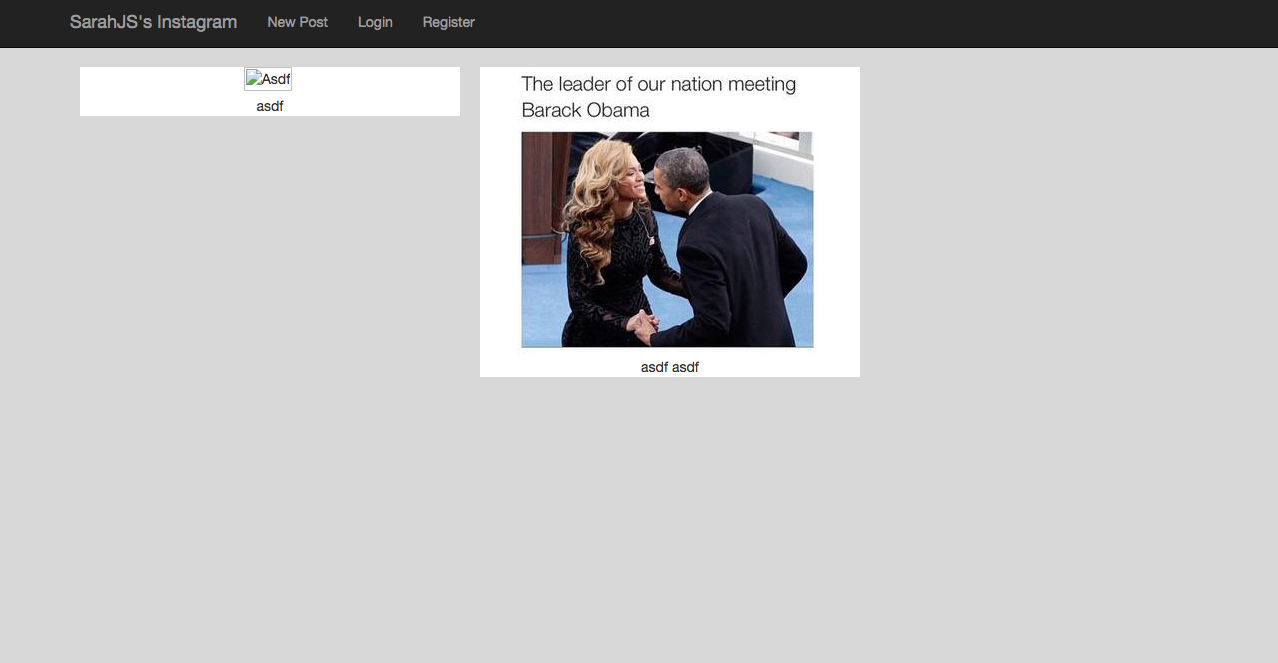 SarahJS's Instagram New Post Login Register
Asdf
asdf
The leader of our nation meeting
Barack Obama
asdf asdf